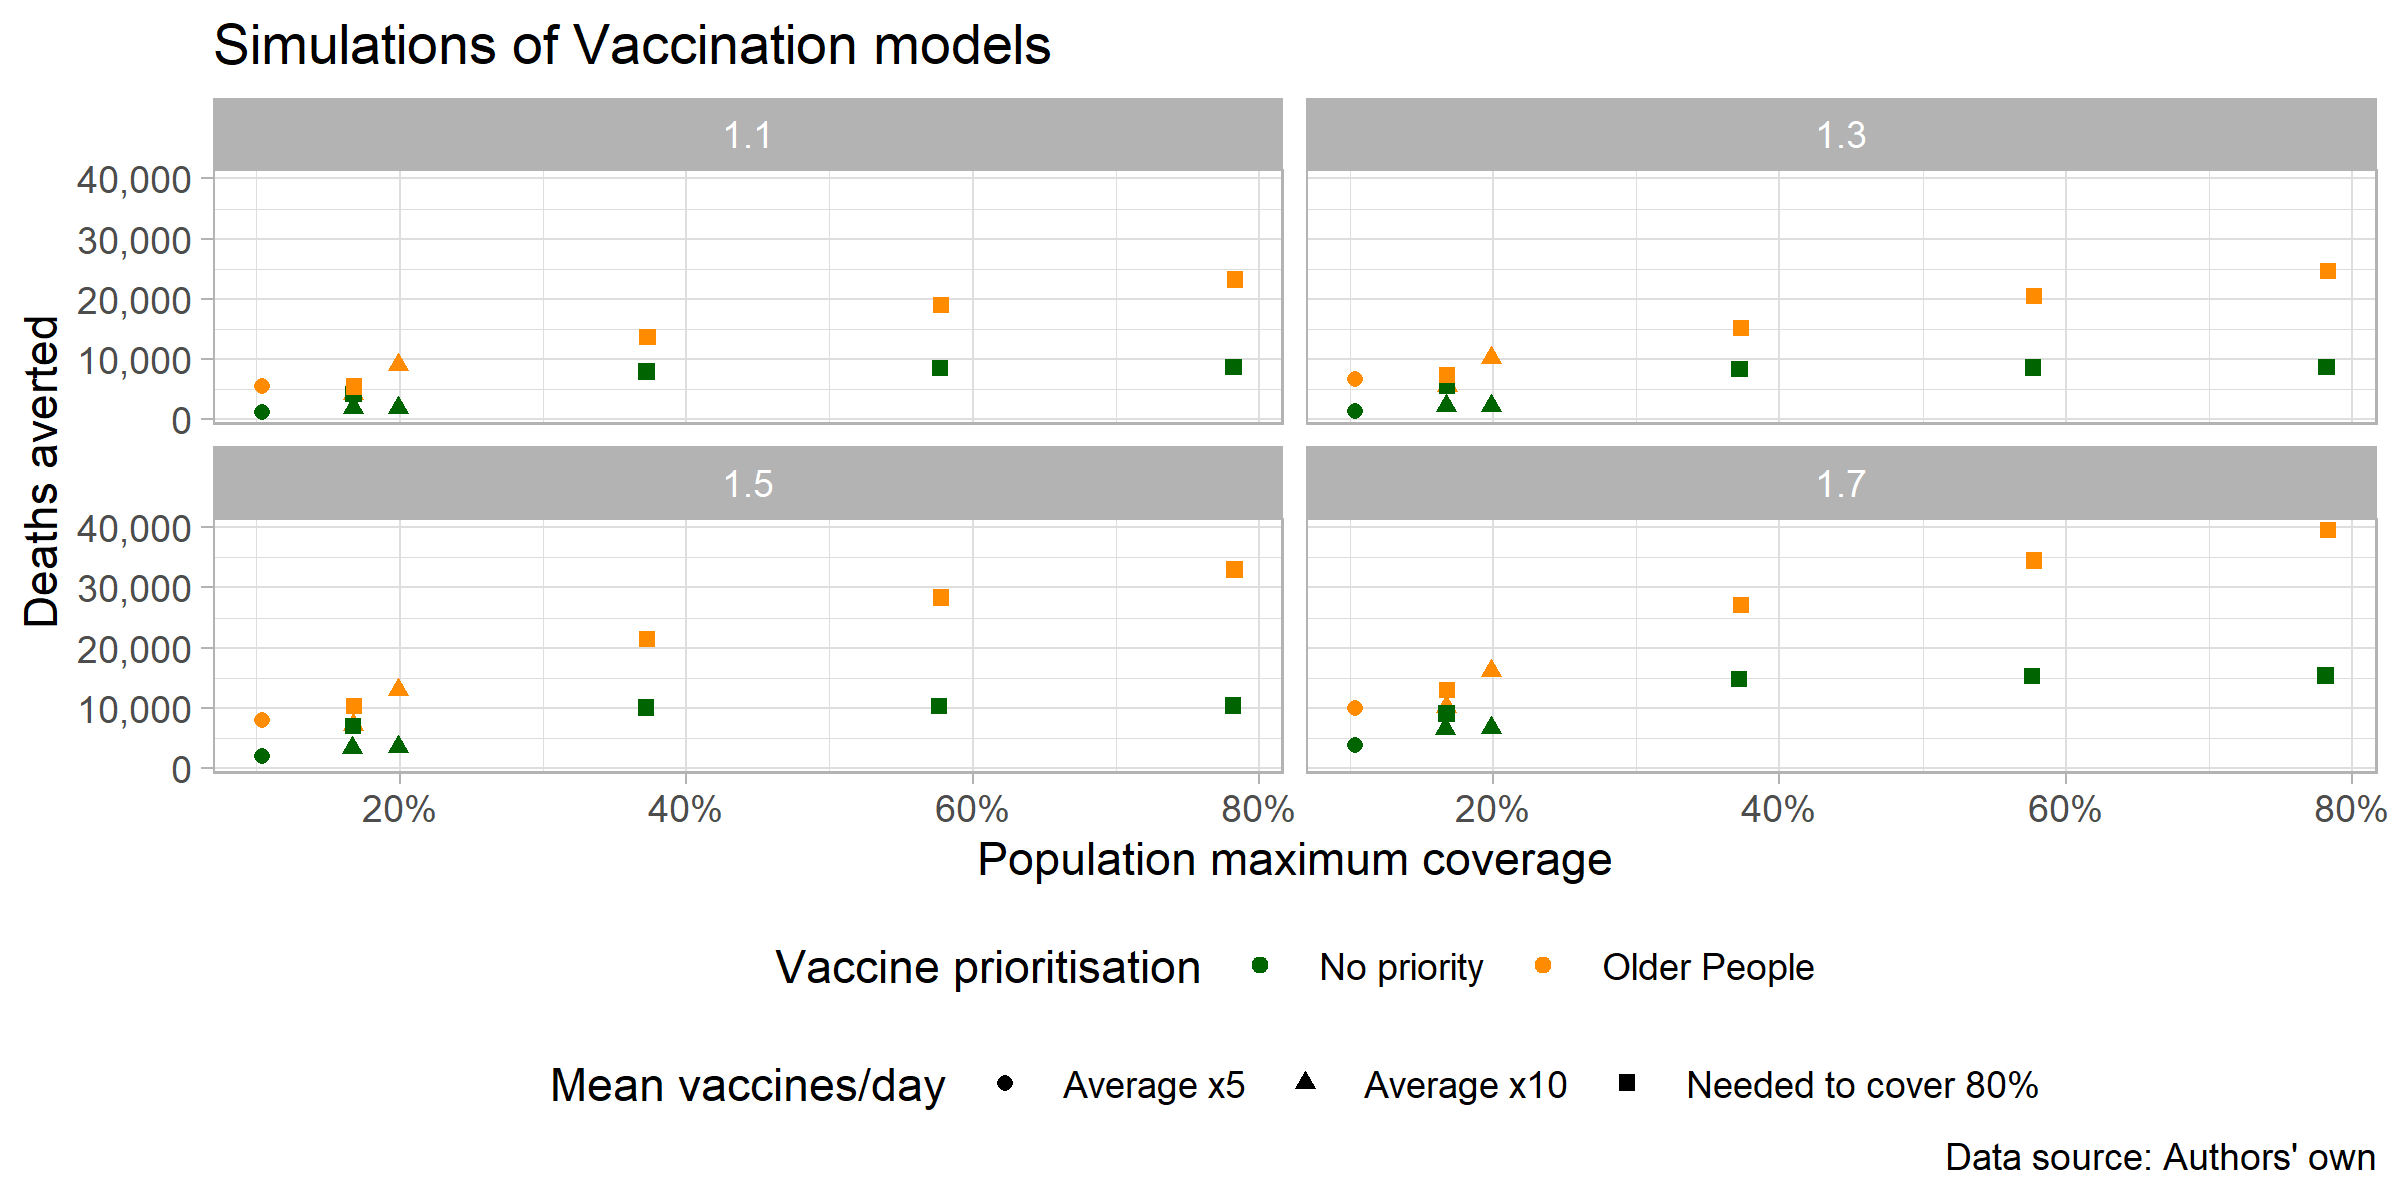 Simulations of Vaccination models
1.1
1.3
40,000
30,000
20,000
10,000
0
1.5
1.7
40,000
30,000
20,000
10,000
0
Deaths averted
20%
40%
60%
80%
20%
40%
60%
80%
Population maximum coverage
Vaccine prioritisation
No priority
Older People
Mean vaccines/day
Average x5
Average x10
Needed to cover 80%
Data source: Authors' own